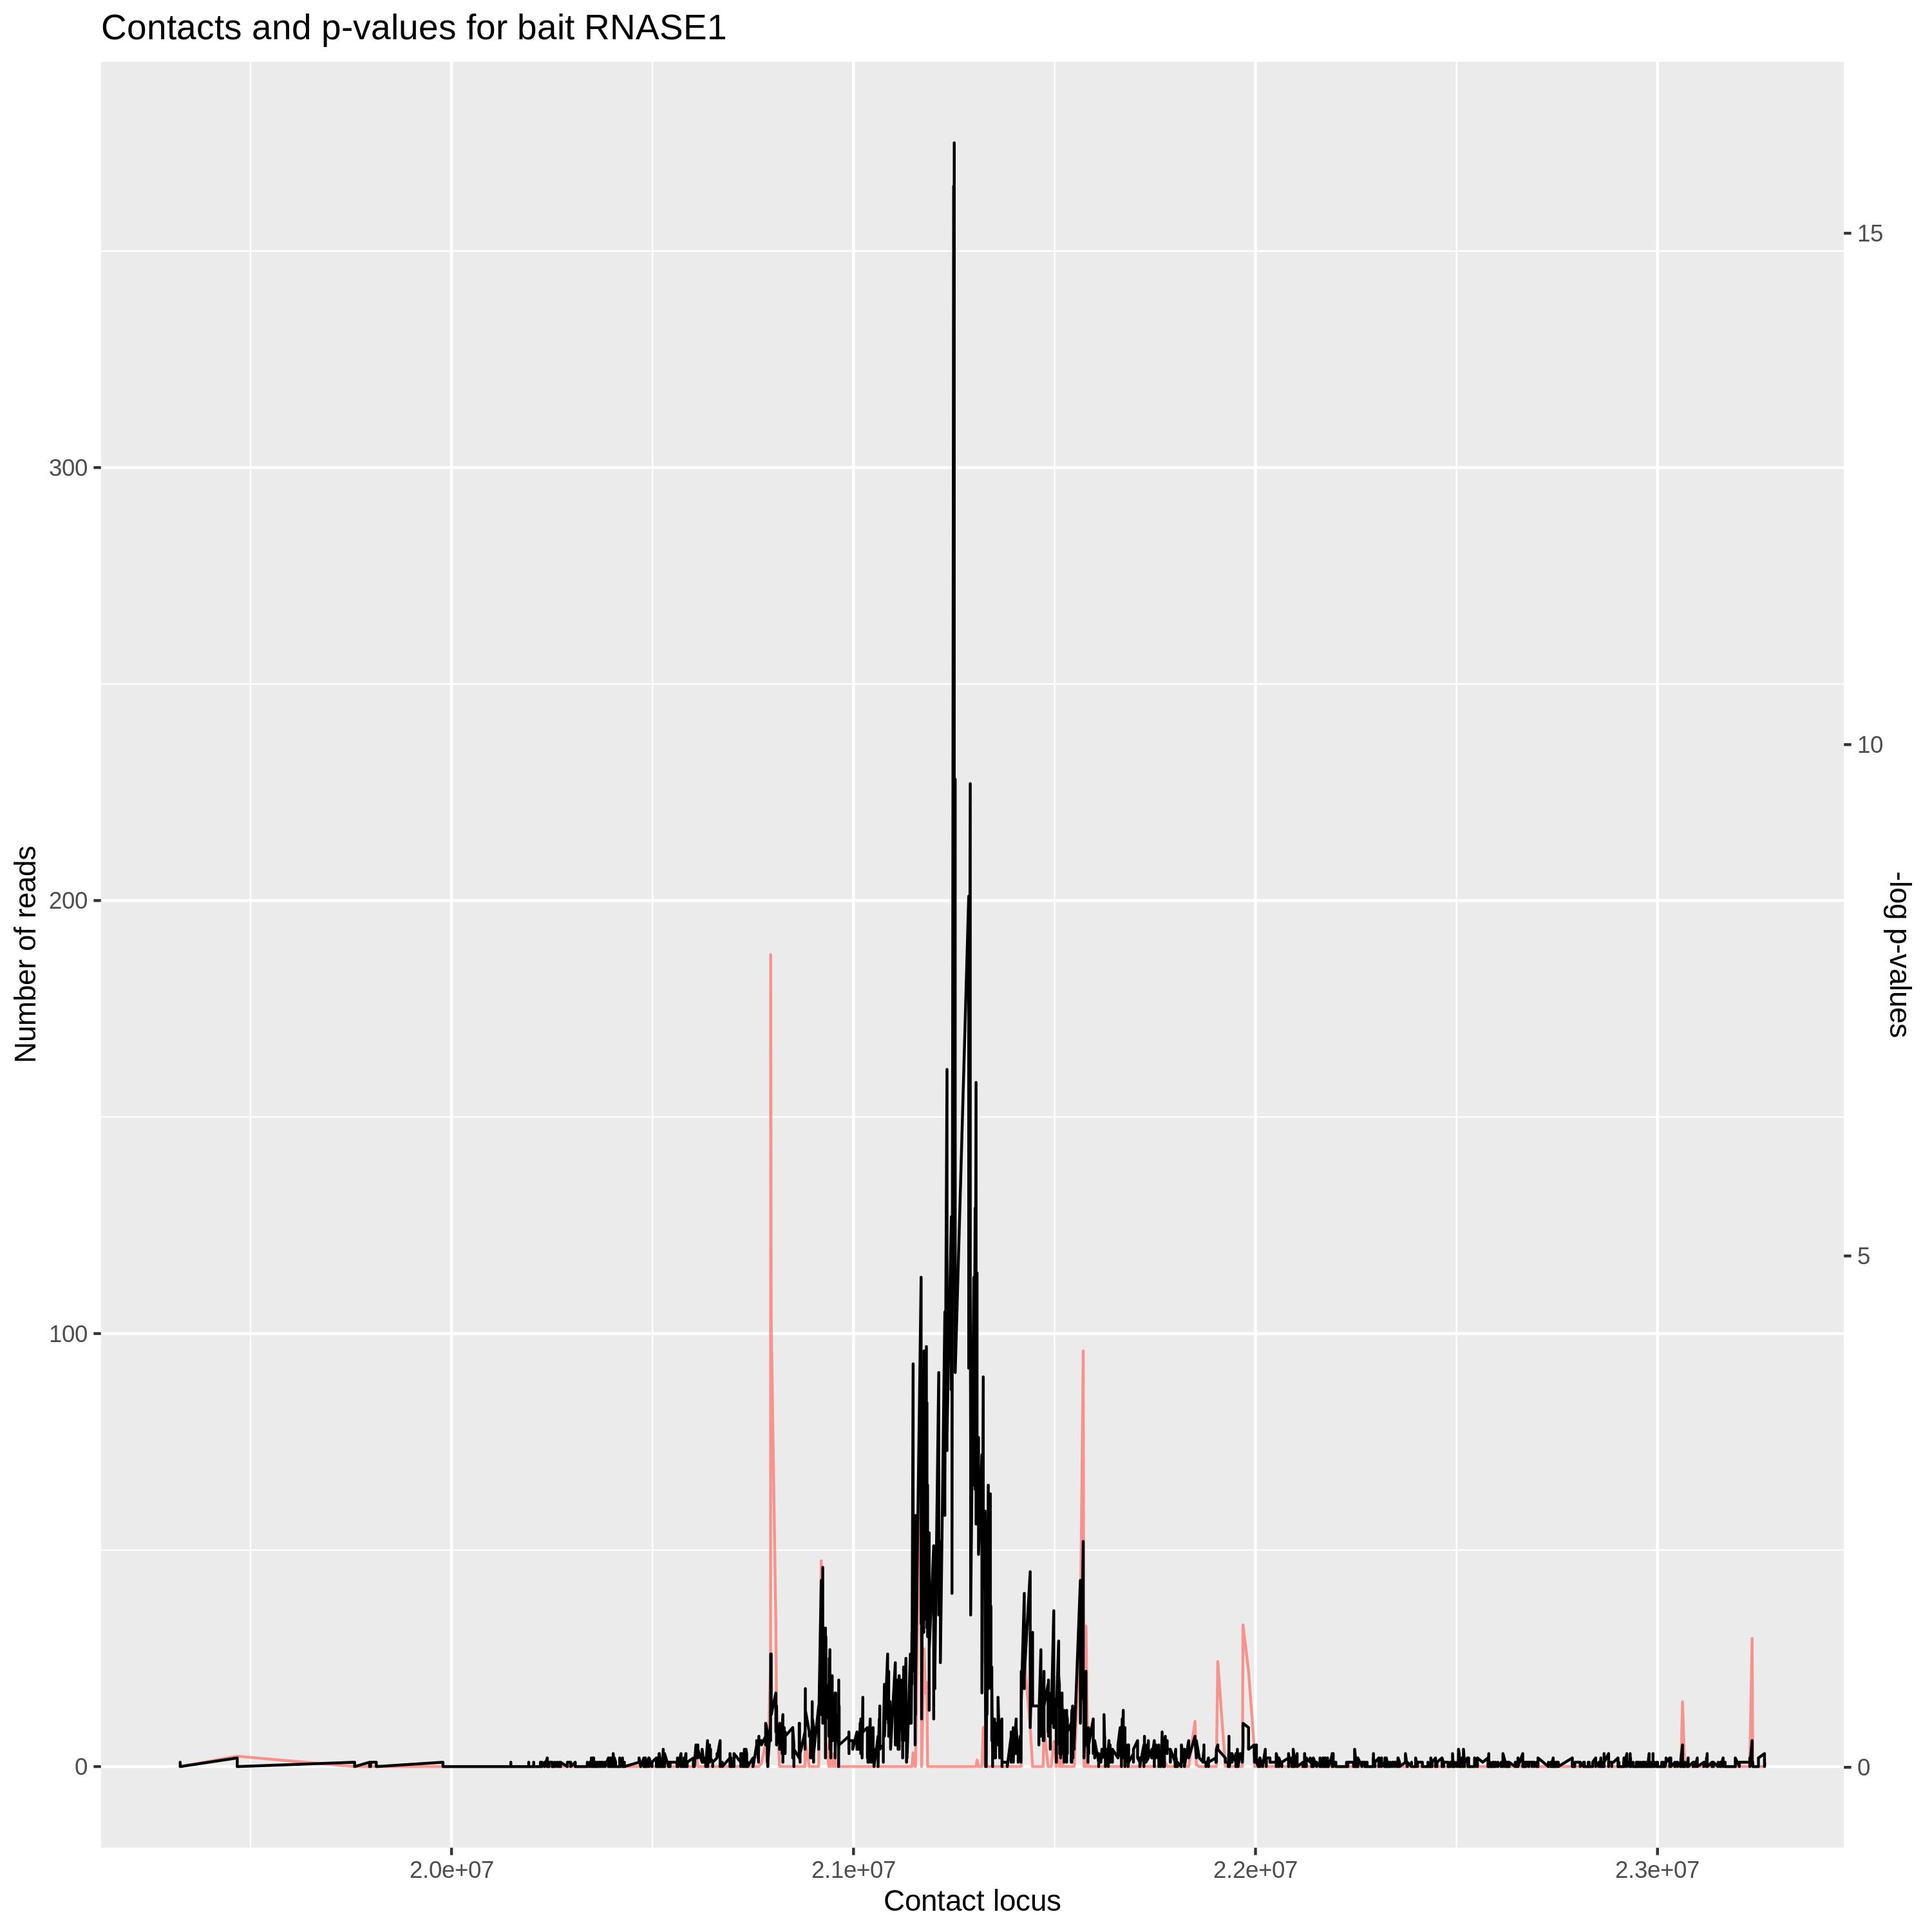 Contacts and p-values for bait RNASE1
Number of reads
300
200
100
0
15
10
5
0
-log p-values
2.0e+07
2.1e+07
2.2e+07
2.3e+07
Contact locus